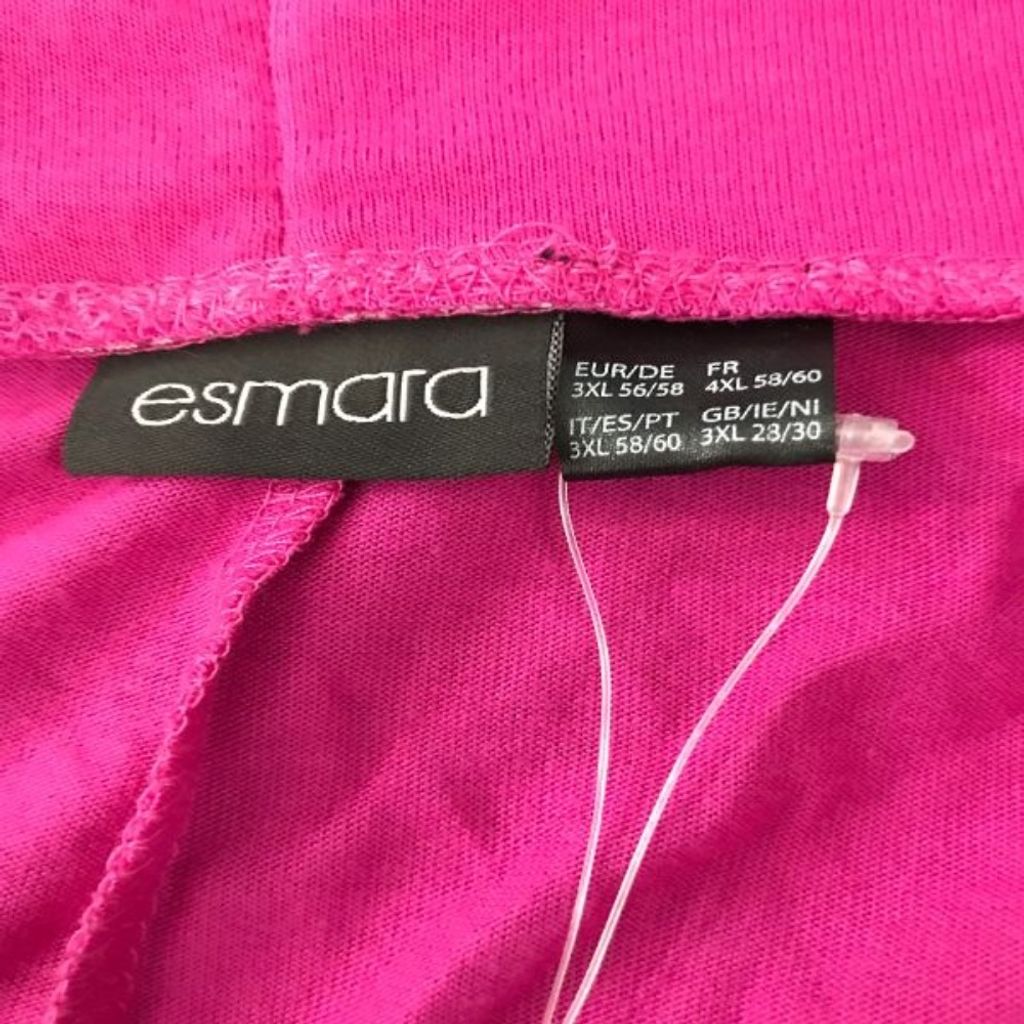 esmara
EUR/DE FR
3XL 56/58 4XL 58/60
IT/ES/PT GB/IE/NI
3XL 58/60 3XL 28/30